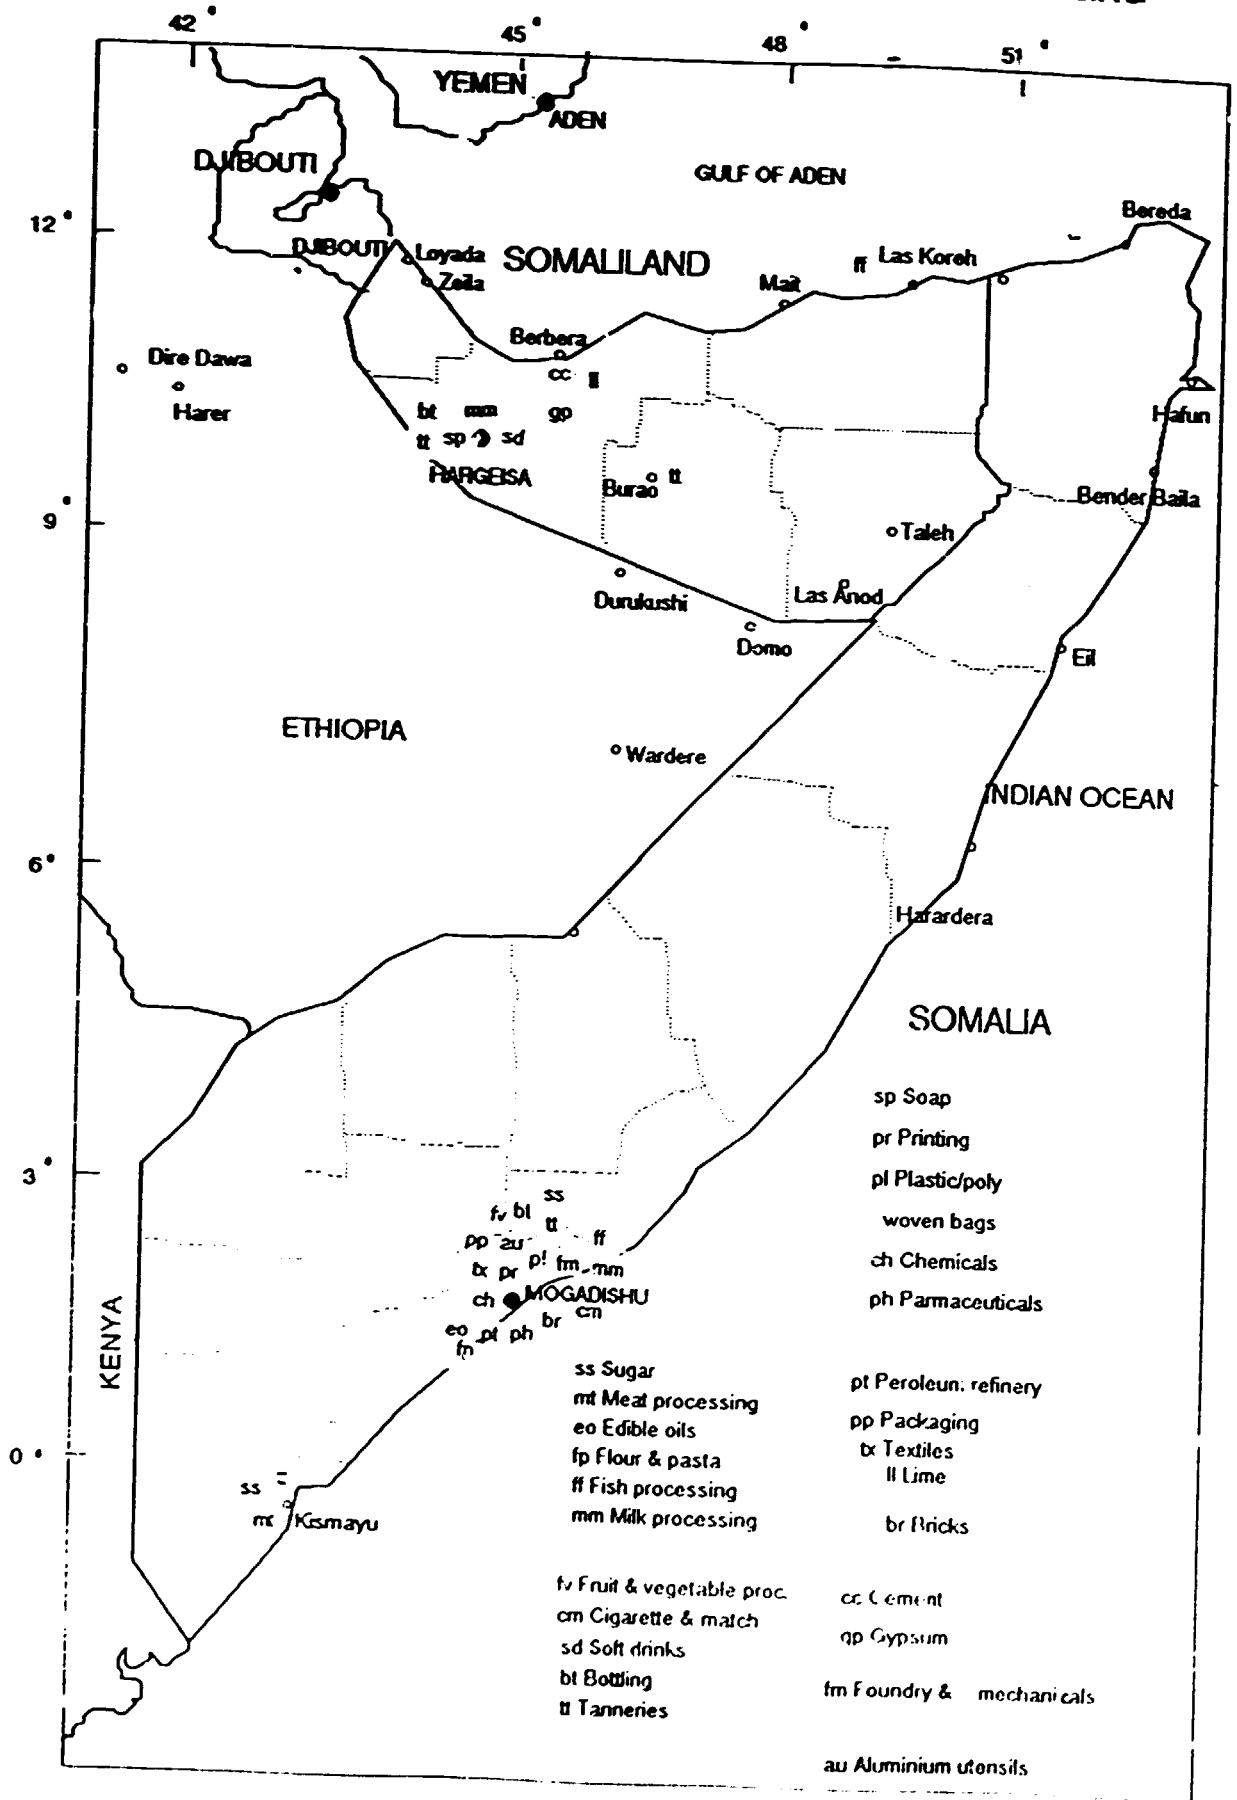 42°
45°
48°
51°
YEMEN
ADEN
DJIBOUTI
GULF OF ADEN
12°
Bereda
DJIBOUTI
Loyada
SOMALILAND
ff
Las Koreh
Zeila
Mait
Berbera
Dire Dawa
cc
ll
Harer
bt
mm
gp
Hafun
tt
sp
sd
HARGEISA
Burao
tt
Bender Baila
9°
Taleh
Las Anod
Durukushi
Domo
Eil
ETHIOPIA
Wardere
INDIAN OCEAN
6°
Harardera
SOMALIA
sp Soap
pr Printing
3°
pl Plastic/poly
woven bags
ss
fv
bl
tt
ff
pp
au
pl
fm
mm
tx
pr
ch Chemicals
ch
MOGADISHU
ph Parmaceuticals
br
cm
eo
pt
ph
KENYA
ss Sugar
pt Peroleum refinery
mt Meat processing
pp Packaging
eo Edible oils
tx Textiles
0°
fp Flour & pasta
ll Lime
ss
ff Fish processing
mt
Kismayu
mm Milk processing
br Bricks
fv Fruit & vegetable proc.
cc Cement
cm Cigarette & match
gp Gypsum
sd Soft drinks
bt Bottling
fm Foundry & mechanicals
tt Tanneries
au Aluminium utensils